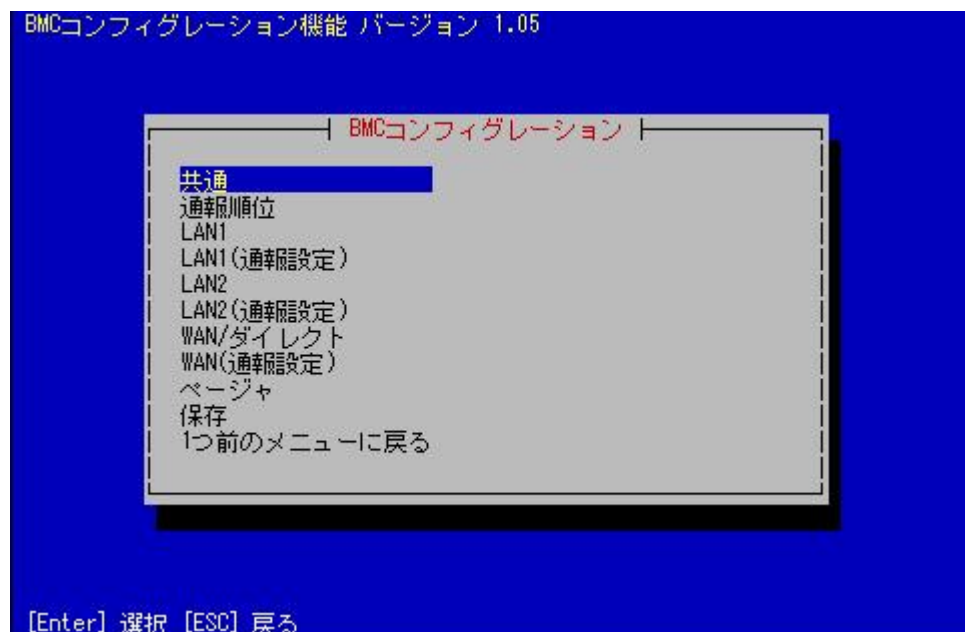 BMCコンフィグレーション機能 バージョン 1.05
BMCコンフィグレーション
共通
通報順位
LAN1
LAN1(通報設定)
LAN2
LAN2(通報設定)
WAN/ダイレクト
WAN(通報設定)
ページャ
保存
1つ前のメニューに戻る
[Enter] 選択 [ESC] 戻る